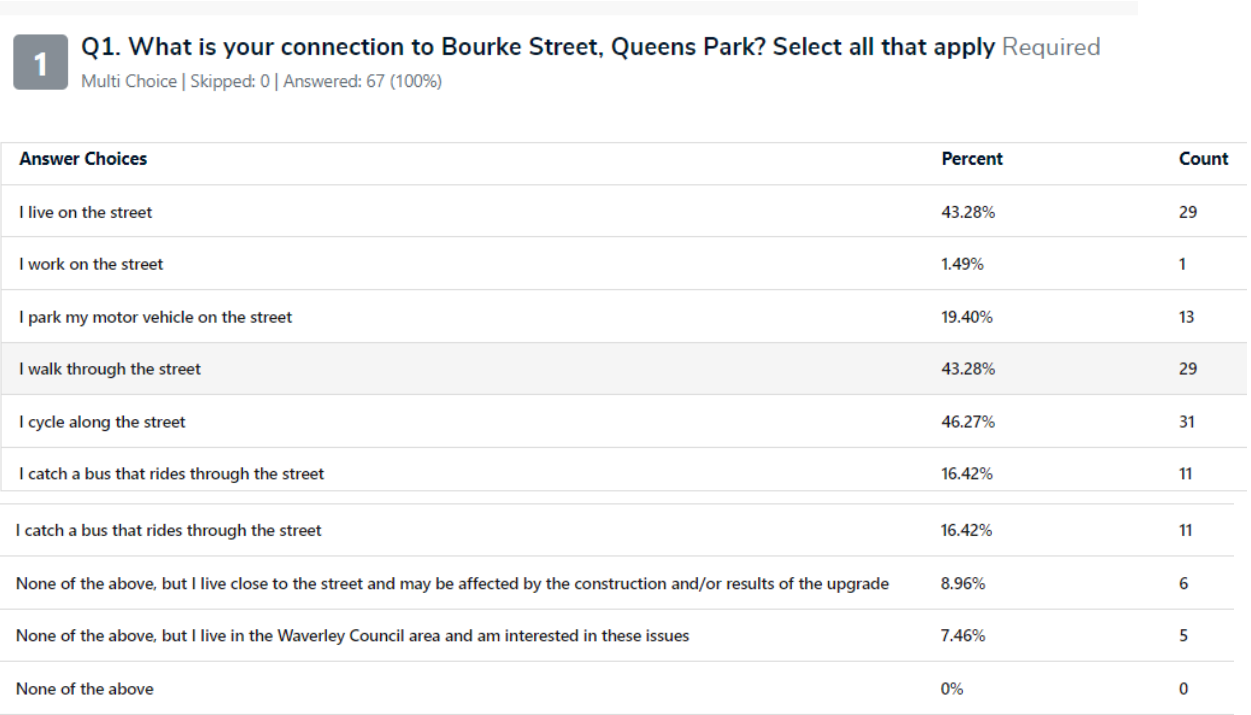 1
Q1. What is your connection to Bourke Street, Queens Park? Select all that apply Required
Multi Choice | Skipped: 0 | Answered: 67 (100%)
Answer Choices Percent Count
I live on the street 43.28% 29
I work on the street 1.49% 1
I park my motor vehicle on the street 19.40% 13
I walk through the street 43.28% 29
I cycle along the street 46.27% 31
I catch a bus that rides through the street 16.42% 11
I catch a bus that rides through the street 16.42% 11
None of the above, but I live close to the street and may be affected by the construction and/or results of the upgrade 8.96% 6
None of the above, but I live in the Waverley Council area and am interested in these issues 7.46% 5
None of the above 0% 0